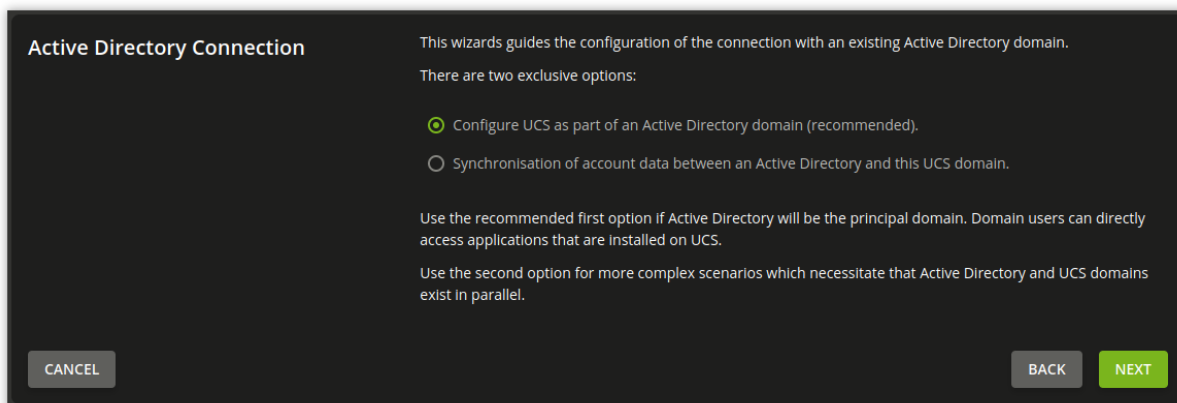 Active Directory Connection
This wizards guides the configuration of the connection with an existing Active Directory domain.
There are two exclusive options:
Configure UCS as part of an Active Directory domain (recommended).
Synchronisation of account data between an Active Directory and this UCS domain.
Use the recommended first option if Active Directory will be the principal domain. Domain users can directly
access applications that are installed on UCS.
Use the second option for more complex scenarios which necessitate that Active Directory and UCS domains
exist in parallel.
CANCEL
BACK
NEXT